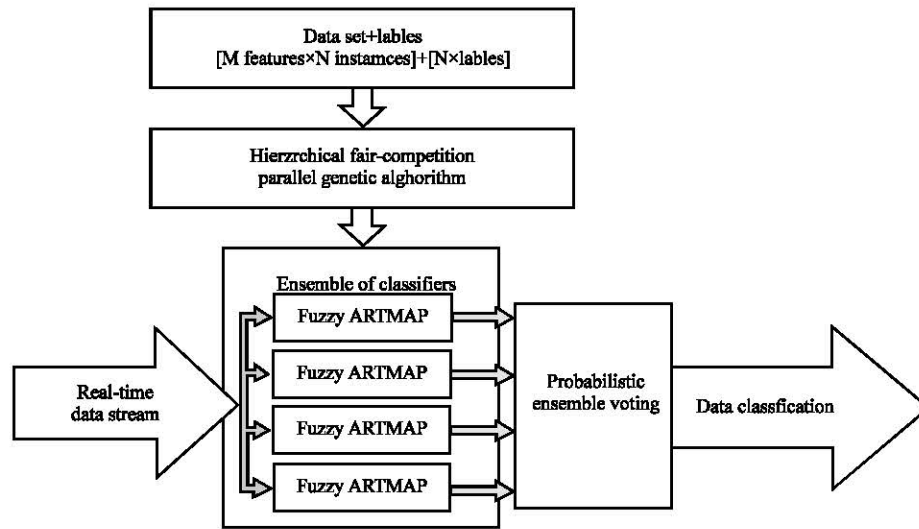 Data set+lables
[M features×N instamces]+[N×lables]
Hierzrchical fair-competition
parallel genetic alghorithm
Ensemble of classifiers
Fuzzy ARTMAP
Fuzzy ARTMAP
Fuzzy ARTMAP
Fuzzy ARTMAP
Real-time
data stream
Probabilistic
ensemble voting
Data classfication